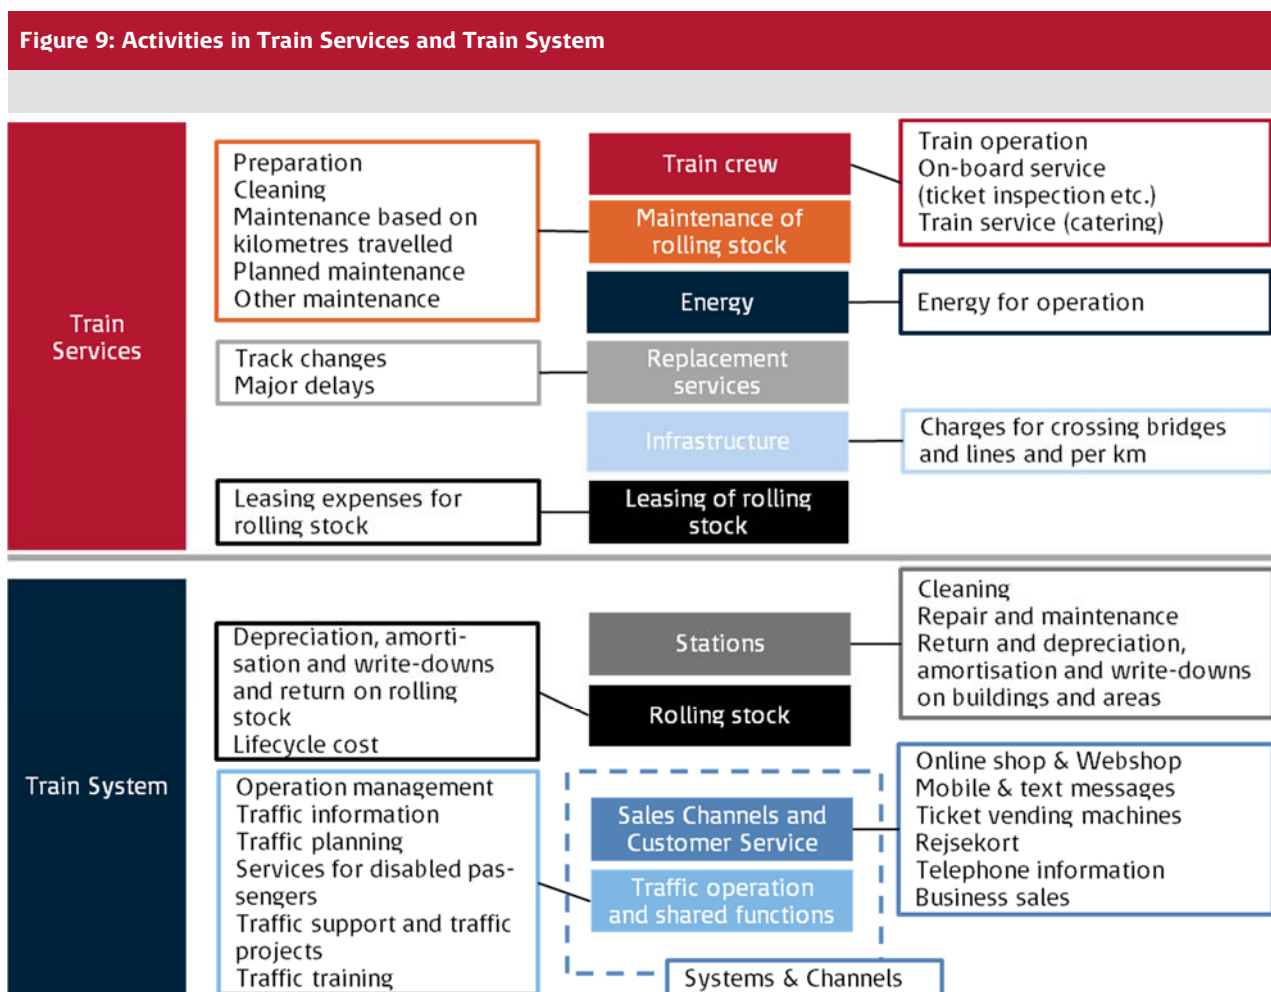 Figure 9: Activities in Train Services and Train System
Train
Services
Preparation
Cleaning
Maintenance based on
kilometres travelled
Planned maintenance
Other maintenance
Train crew
Train operation
On-board service
(ticket inspection etc.)
Train service (catering)
Maintenance of
rolling stock
Energy
Energy for operation
Track changes
Major delays
Replacement
services
Infrastructure
Charges for crossing bridges
and lines and per km
Leasing expenses for
rolling stock
Leasing of rolling
stock
Train System
Depreciation, amorti-
sation and write-downs
and return on rolling
stock
Lifecycle cost
Stations
Cleaning
Repair and maintenance
Return and depreciation,
amortisation and write-downs
on buildings and areas
Rolling stock
Operation management
Traffic information
Traffic planning
Services for disabled pas-
sengers
Traffic support and traffic
projects
Traffic training
Sales Channels and
Customer Service
Online shop & Webshop
Mobile & text messages
Ticket vending machines
Rejsekort
Telephone information
Business sales
Traffic operation
and shared functions
Systems & Channels